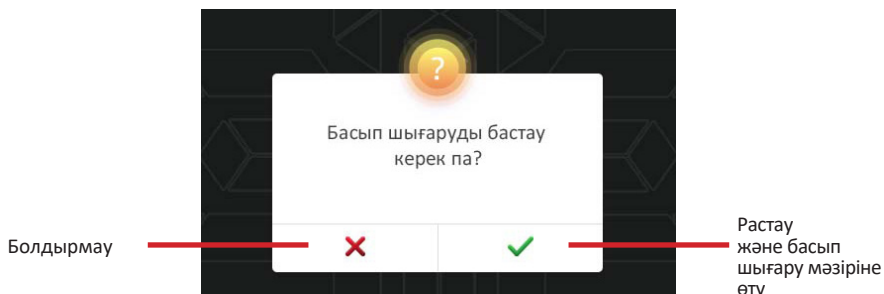 ?
Басып шығаруды бастау
керек па?
Болдырмау
Растау
және басып
шығару мәзіріне
өту